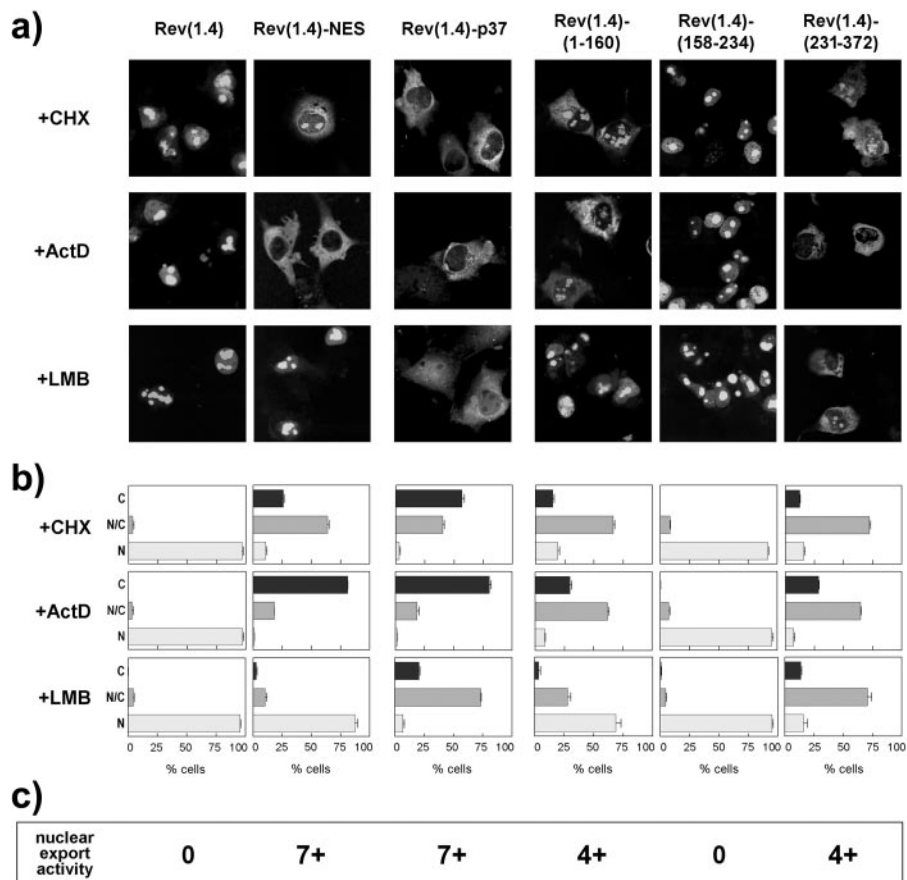 a)
Rev(1.4) Rev(1.4)-NES Rev(1.4)-p37 Rev(1.4)- Rev(1.4)- Rev(1.4)-
(1-160) (158-234) (231-372)
+CHX
+ActD
+LMB
b)
C
+CHX N/C
N
C
+ActD N/C
N
C
+LMB N/C
N
0 25 50 75 100 0 25 50 75 100 0 25 50 75 100 0 25 50 75 100 0 25 50 75 100 0 25 50 75 100
% cells % cells % cells % cells % cells % cells
c)
nuclear
export 0 7+ 7+ 4+ 0 4+
activity